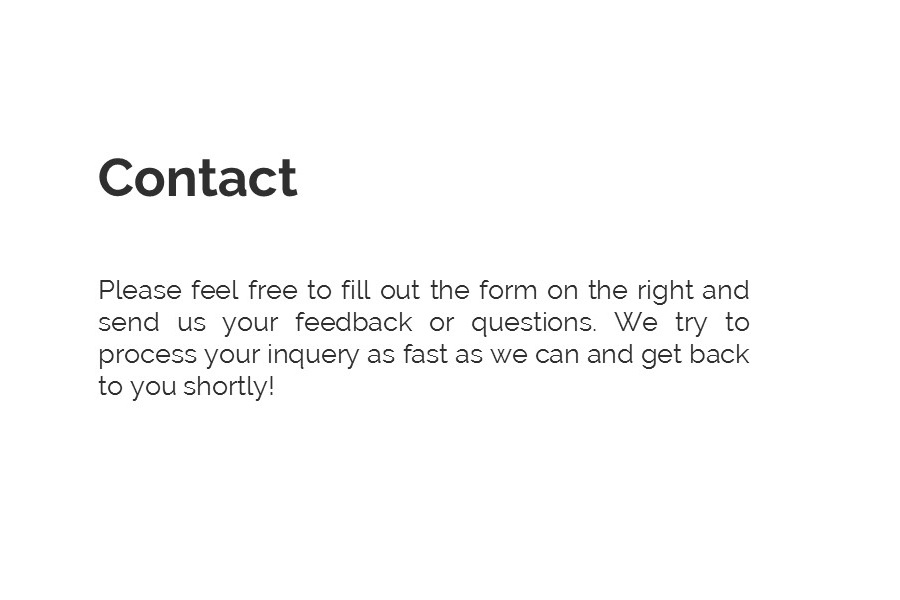 Contact
Please feel free to fill out the form on the right and
send us your feedback or questions. We try to
process your inquery as fast as we can and get back
to you shortly!